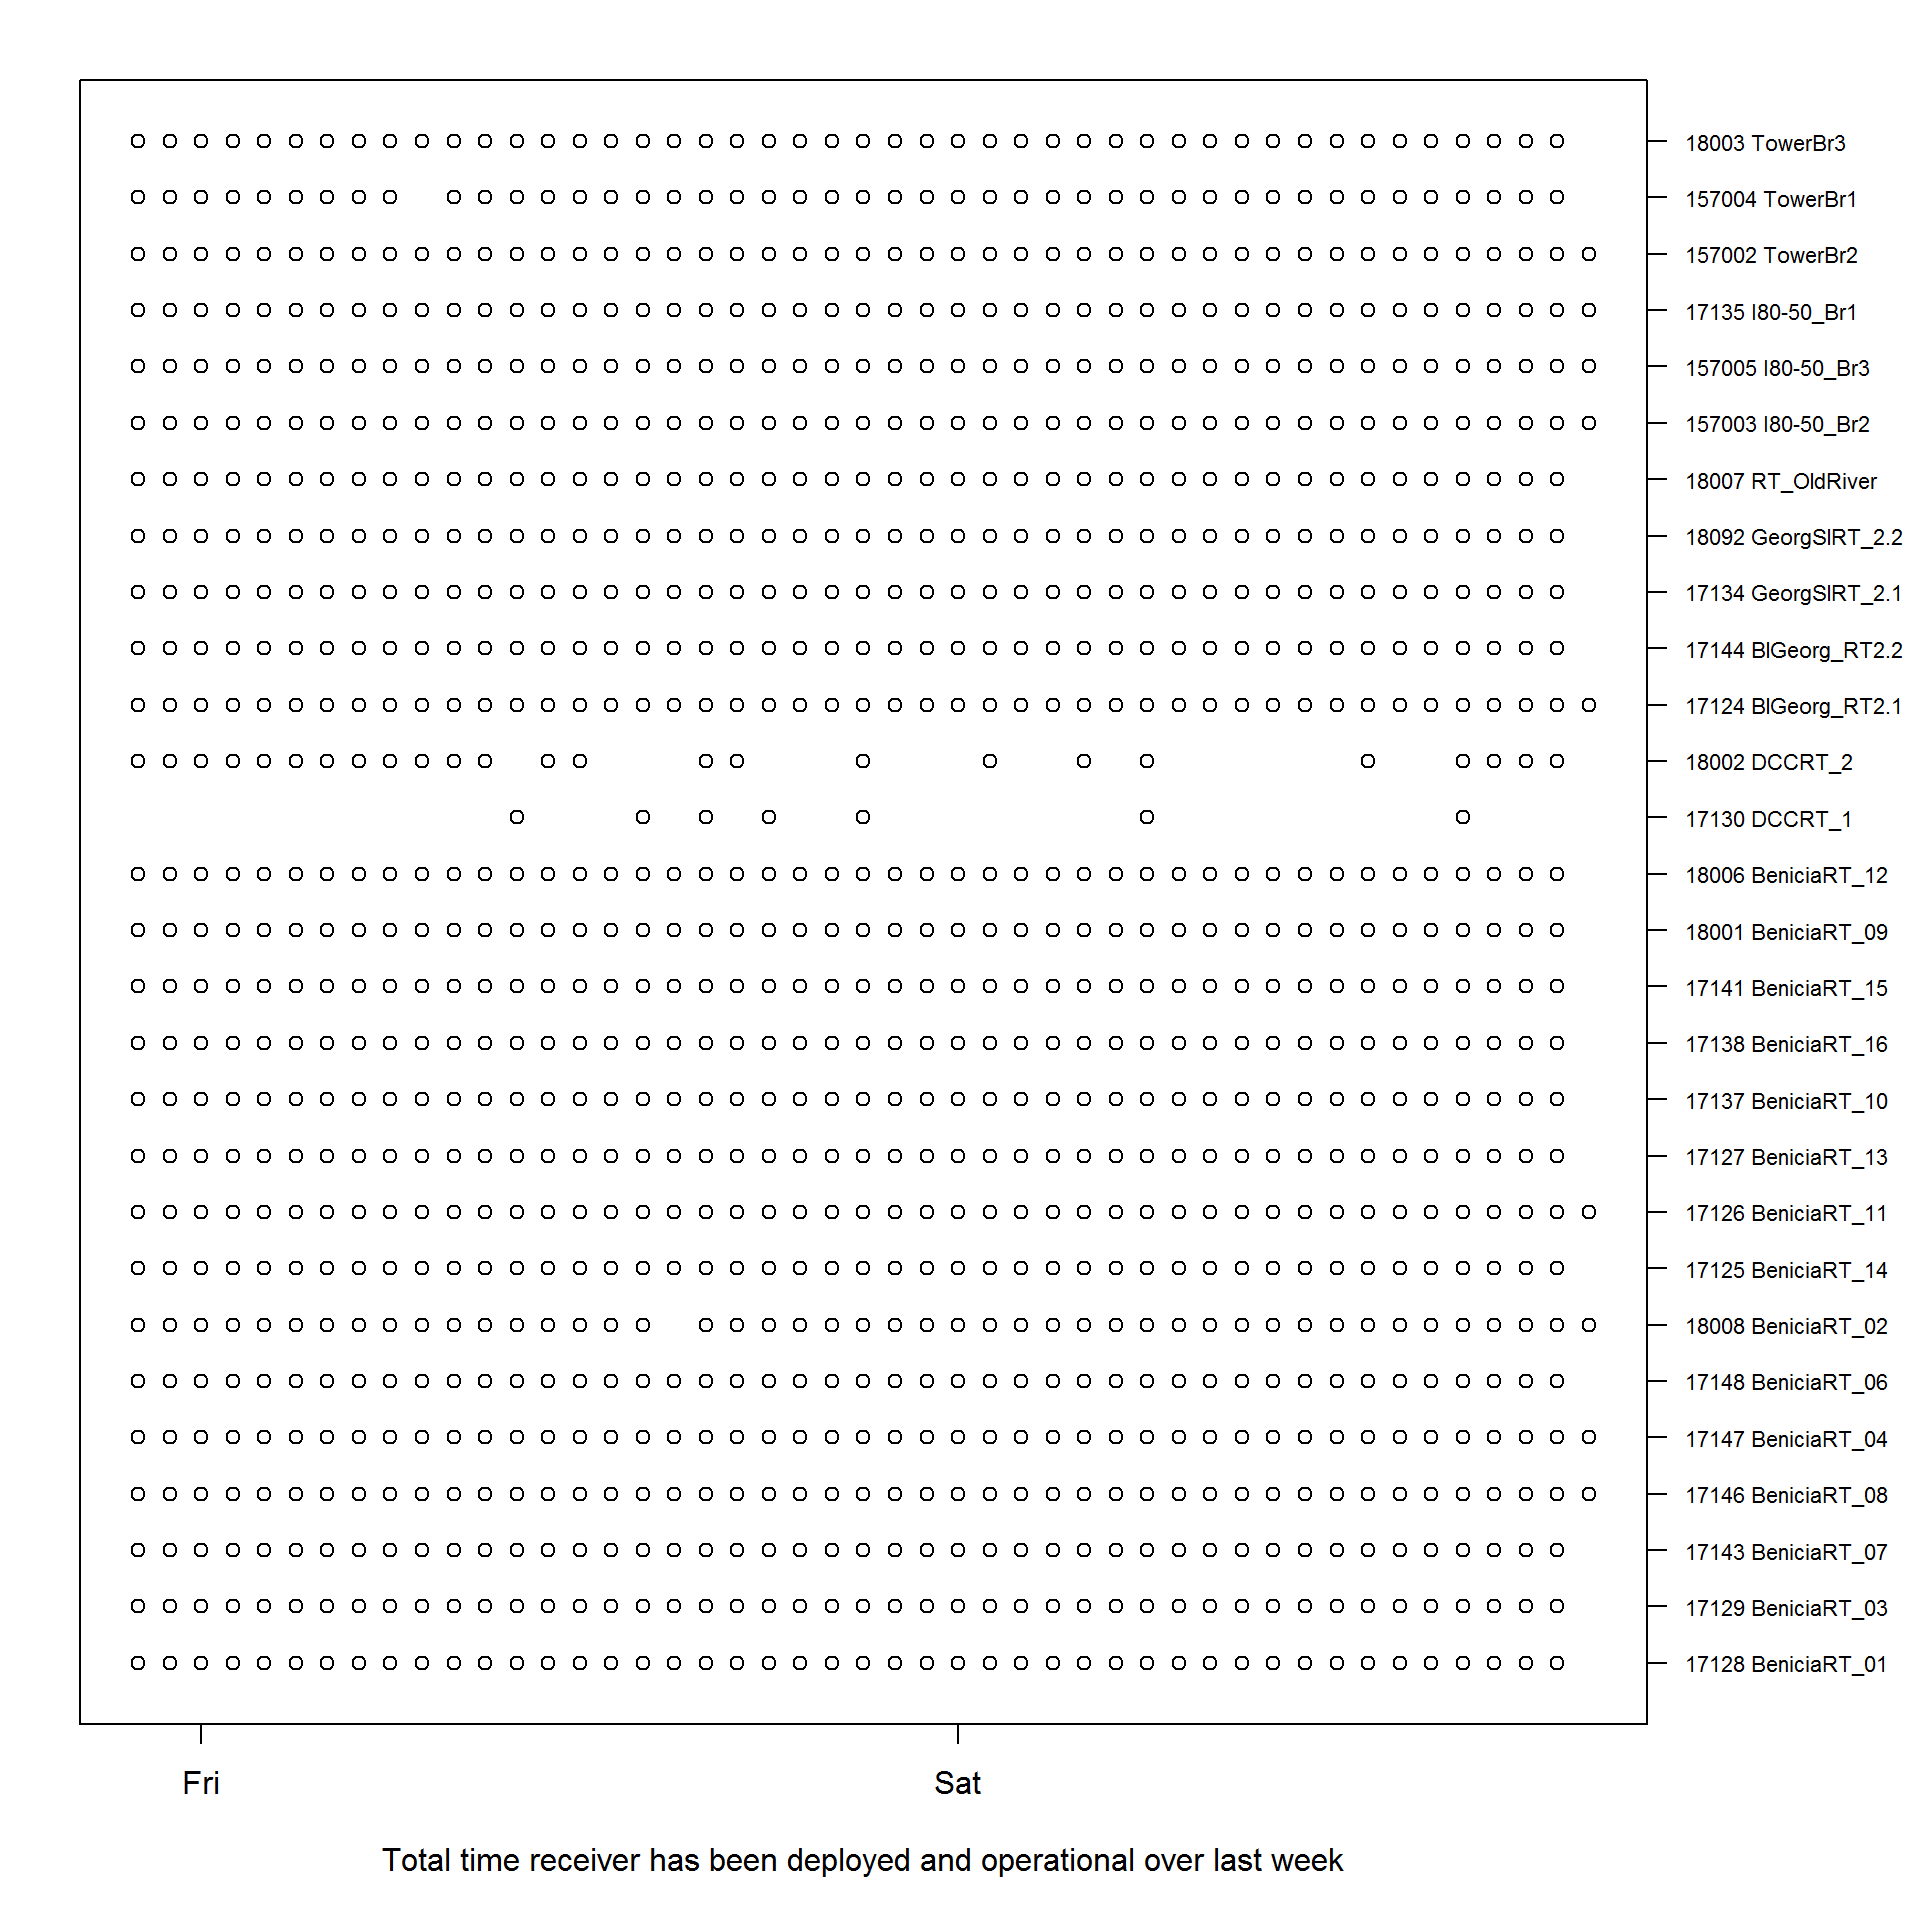 18003 TowerBr3
157004 TowerBr1
157002 TowerBr2
17135 I80-50_Br1
157005 I80-50_Br3
157003 I80-50_Br2
18007 RT_OldRiver
18092 GeorgSlRT_2.2
17134 GeorgSlRT_2.1
17144 BlGeorg_RT2.2
17124 BlGeorg_RT2.1
18002 DCCRT_2
17130 DCCRT_1
18006 BeniciaRT_12
18001 BeniciaRT_09
17141 BeniciaRT_15
17138 BeniciaRT_16
17137 BeniciaRT_10
17127 BeniciaRT_13
17126 BeniciaRT_11
17125 BeniciaRT_14
18008 BeniciaRT_02
17148 BeniciaRT_06
17147 BeniciaRT_04
17146 BeniciaRT_08
17143 BeniciaRT_07
17129 BeniciaRT_03
17128 BeniciaRT_01
Fri Sat
Total time receiver has been deployed and operational over last week